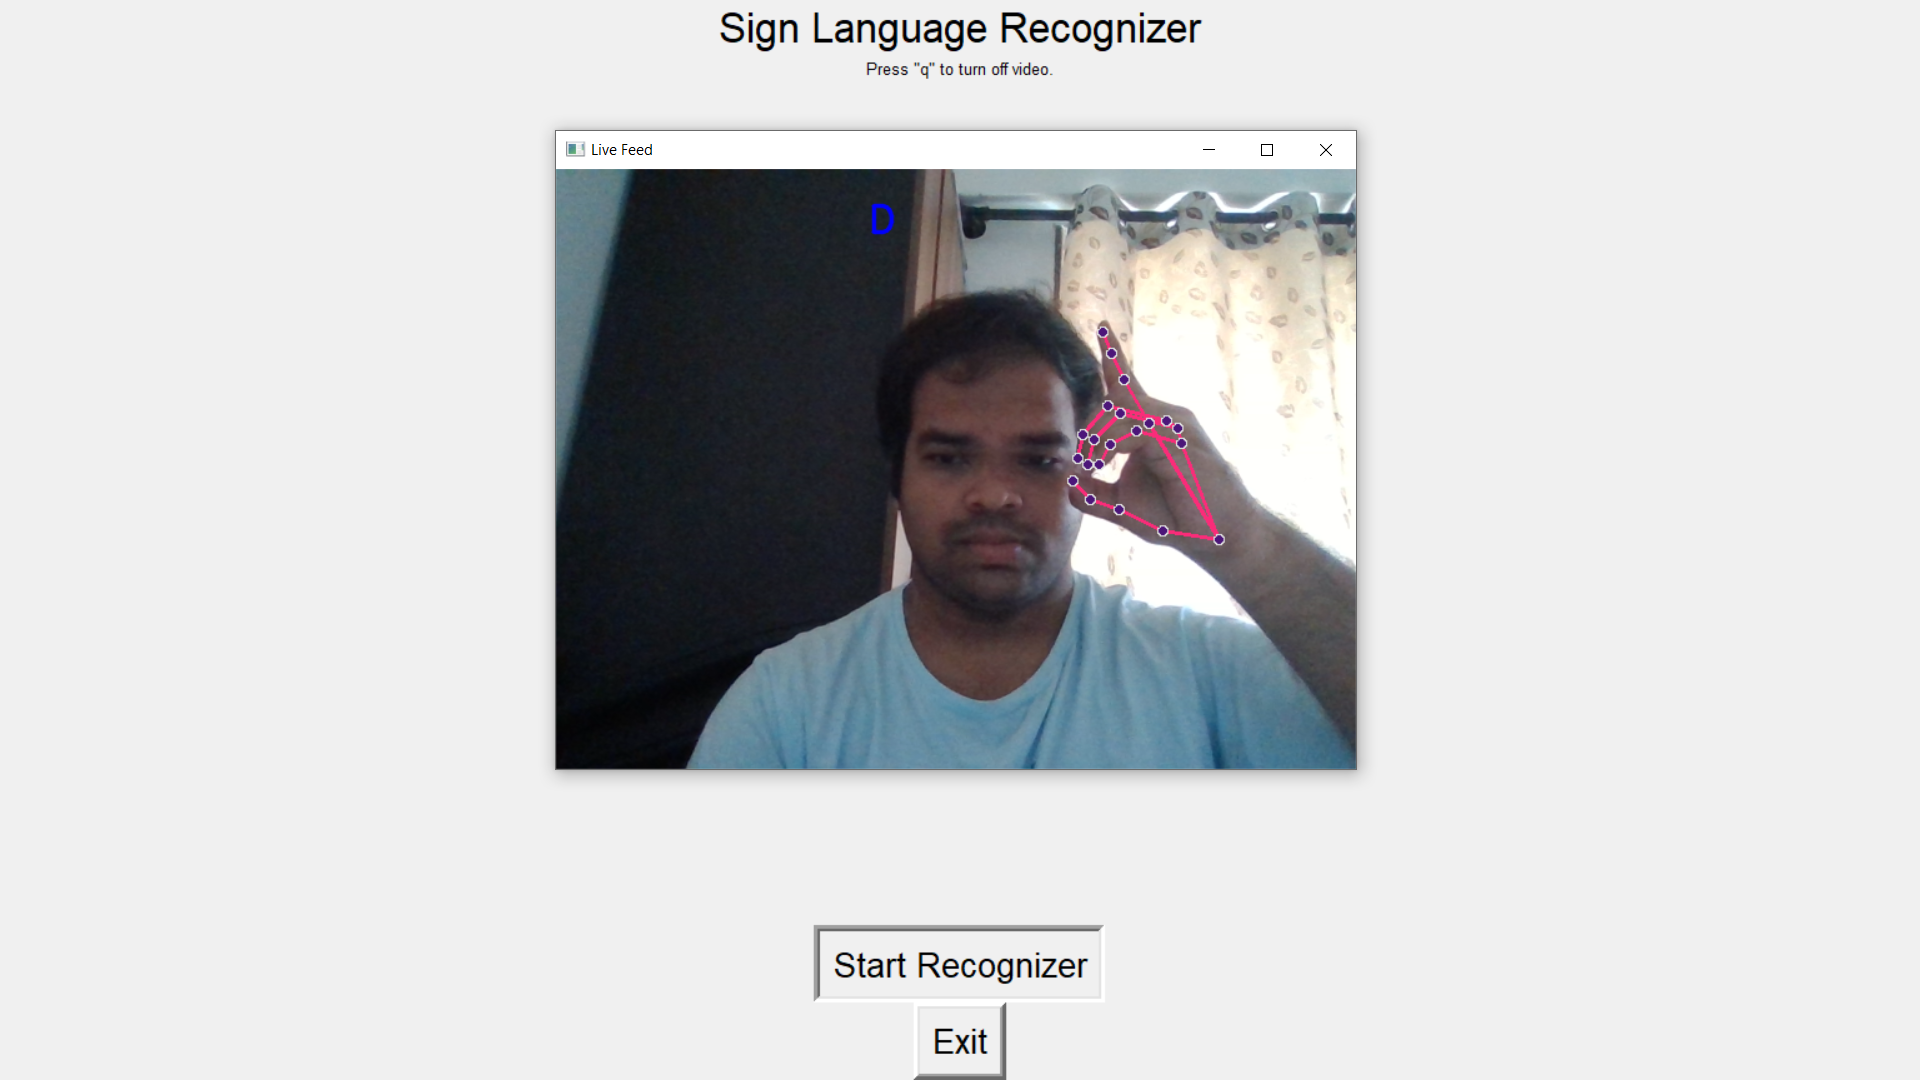 Sign Language Recognizer
Press "q" to turn off video.
Live Feed
D
Start Recognizer
Exit